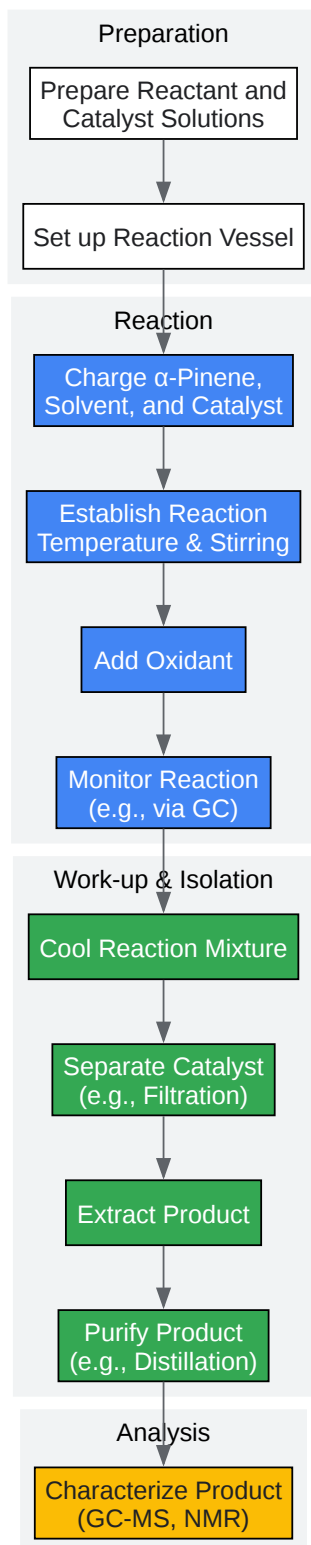 Preparation
Prepare Reactant and
Catalyst Solutions
Set up Reaction Vessel
Reaction
Charge α-Pinene,
Solvent, and Catalyst
Establish Reaction
Temperature & Stirring
Add Oxidant
Monitor Reaction
(e.g., via GC)
Work-up & Isolation
Cool Reaction Mixture
Separate Catalyst
(e.g., Filtration)
Extract Product
Purify Product
(e.g., Distillation)
Analysis
Characterize Product
(GC-MS, NMR)